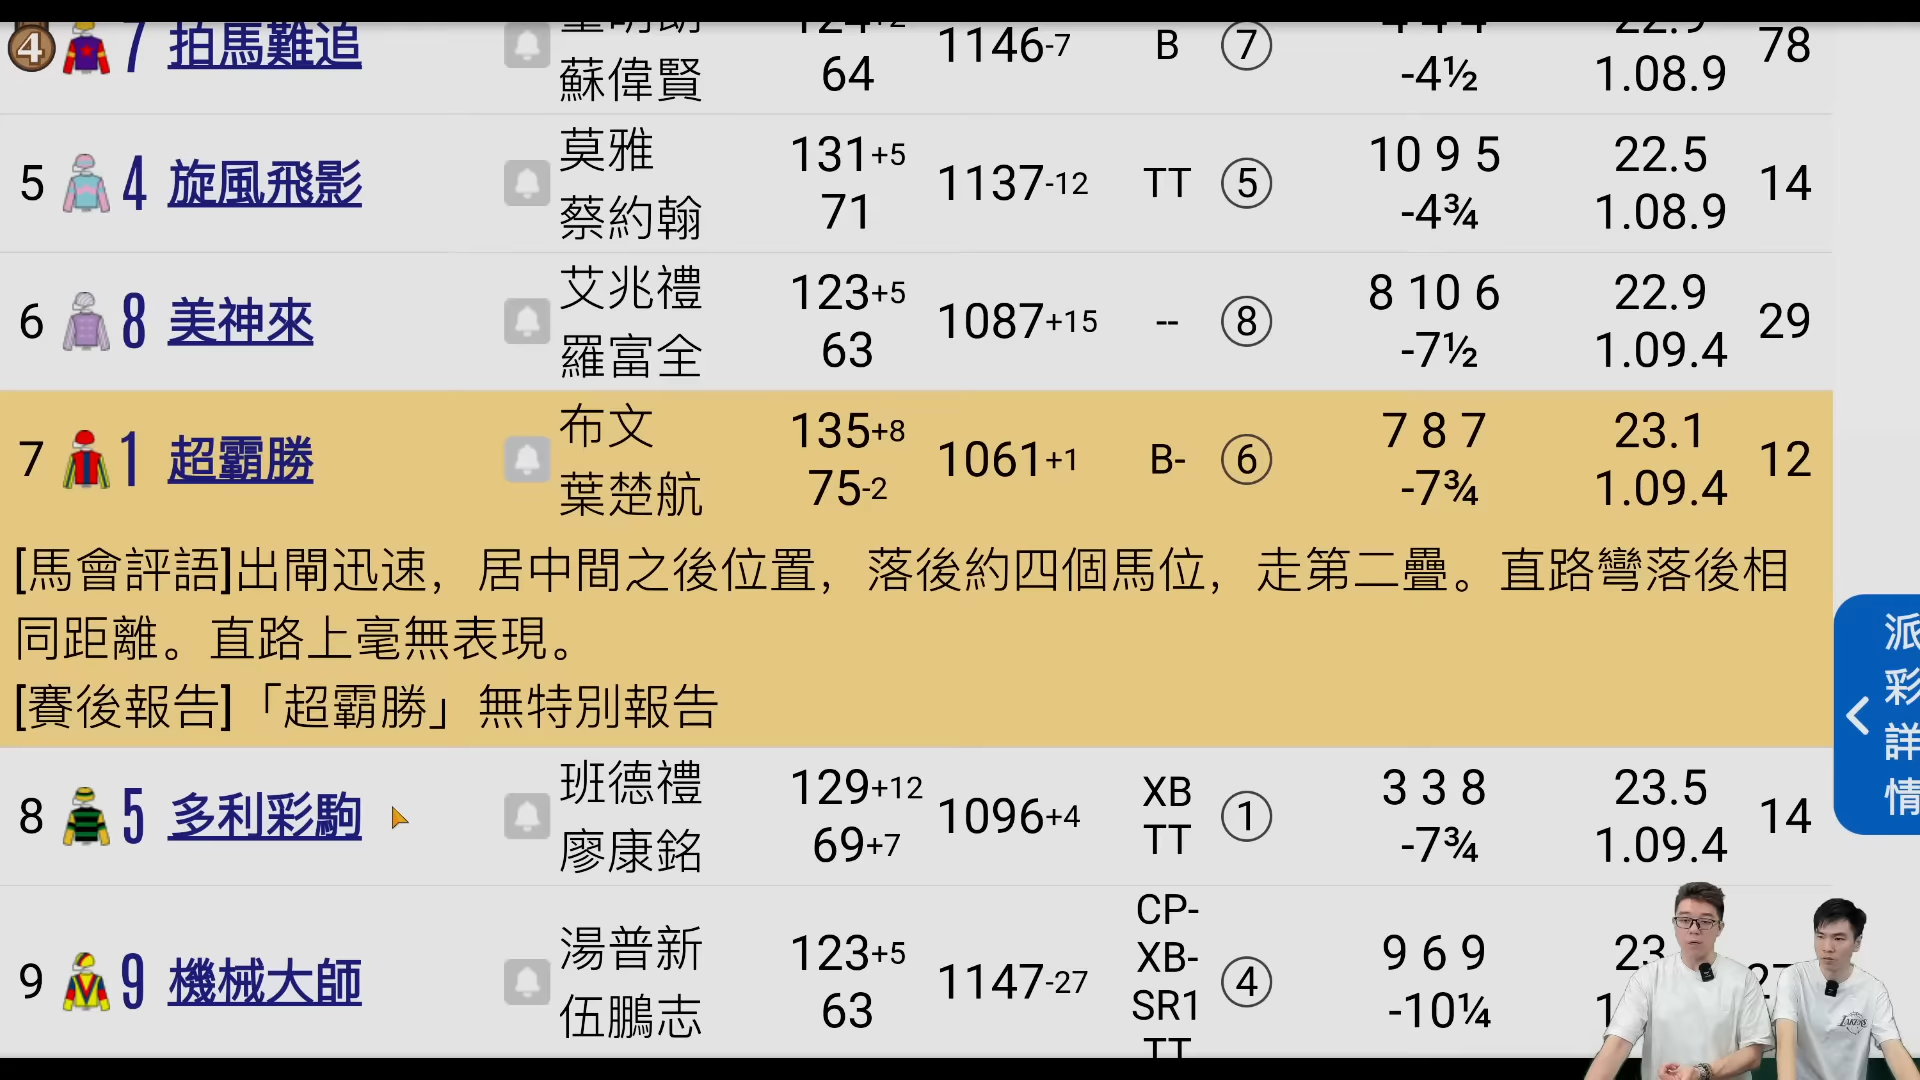 4 7 拍馬難追 1146-7 B 7 78
蘇偉賢 64 -4½ 1.08.9
莫雅 131+5 10 9 5 22.5
5 4 旋風飛影 1137-12 TT 5 14
蔡約翰 71 -4¾ 1.08.9
艾兆禮 123+5 8 10 6 22.9
6 8 美神來 1087+15 -- 8 29
羅富全 63 -7½ 1.09.4
布文 135+8 7 8 7 23.1
7 1 超霸勝 1061+1 B- 6 12
葉楚航 75-2 -7¾ 1.09.4
[馬會評語]出閘迅速，居中間之後位置，落後約四個馬位，走第二疊。直路彎落後相
同距離。直路上毫無表現。
[賽後報告]「超霸勝」無特別報告
派彩詳情
班德禮 129+12 XB 3 3 8 23.5
8 5 多利彩駒 1096+4 1 14
廖康銘 69+7 TT -7¾ 1.09.4
CP-
湯普新 123+5 XB- 9 6 9 23
9 9 機械大師 1147-27 4
伍鵬志 63 SR1 -10¼
TT
LAKERS